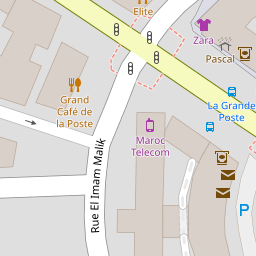 Elite
Zara
Pascal
Grand
Café de
la Poste
La Grande
Poste
Maroc
Telecom
Rue El Imam Malik
P